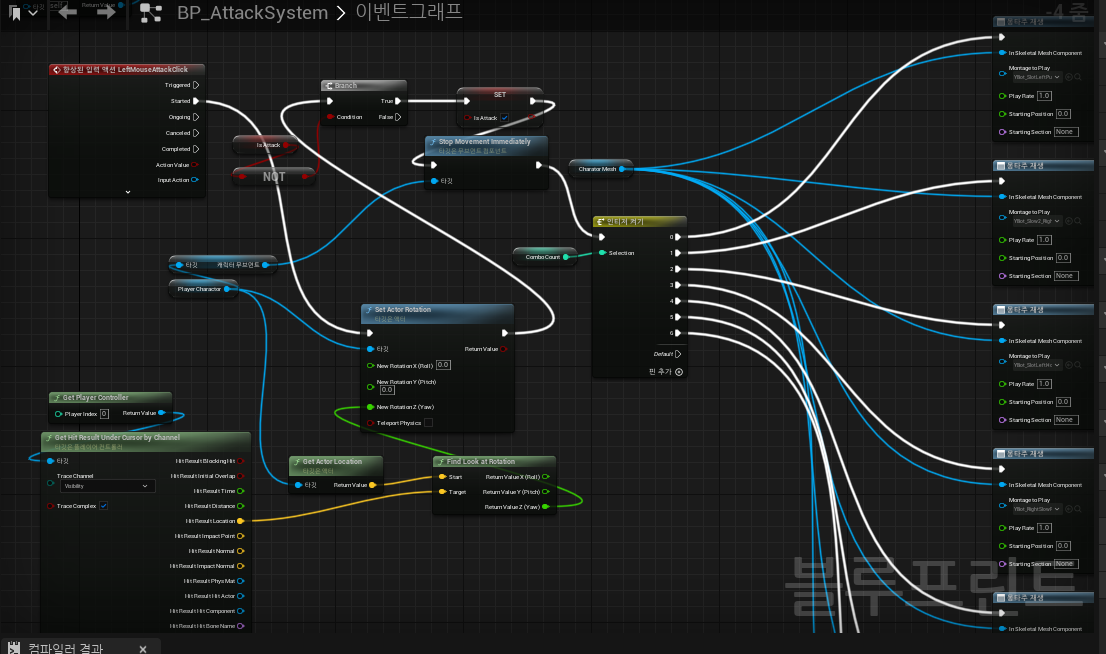 BP_AttackSystem > 이벤트그래프
-4 줌
향상된 입력 액션 LeftMouseAttackClick
Triggered
Started
Ongoing
Canceled
Completed
Action Value
Input Action
Branch
True
Condition
False
Is Attack
NOT
SET
Is Attack
Stop Movement Immediately
타깃은 무브먼트 컴포넌트
타깃
Charator Mesh
타깃
캐릭터 무브먼트
Player Charactor
Combo Count
인티저 켜기
Selection
0
1
2
3
4
5
6
Default
핀 추가
Set Actor Rotation
타깃은 액터
타깃
Return Value
New Rotation X (Roll) 0.0
New Rotation Y (Pitch)
0.0
New Rotation Z (Yaw)
Teleport Physics
Get Player Controller
Player Index 0
Return Value
Get Hit Result Under Cursor by Channel
타깃은 플레이어 컨트롤러
타깃
Trace Channel
Visibility
Trace Complex
Hit Result Blocking Hit
Hit Result Initial Overlap
Hit Result Time
Hit Result Distance
Hit Result Location
Hit Result Impact Point
Hit Result Normal
Hit Result Impact Normal
Hit Result Phys Mat
Hit Result Hit Actor
Hit Result Hit Component
Hit Result Hit Bone Name
Get Actor Location
타깃은 액터
타깃
Return Value
Find Look at Rotation
Start
Target
Return Value X (Roll)
Return Value Y (Pitch)
Return Value Z (Yaw)
몽타주 재생
In Skeletal Mesh Component
Montage to Play
Play Rate 1.0
Starting Position 0.0
Starting Section None
몽타주 재생
In Skeletal Mesh Component
Montage to Play
Play Rate 1.0
Starting Position 0.0
Starting Section None
몽타주 재생
In Skeletal Mesh Component
Montage to Play
Play Rate 1.0
Starting Position 0.0
Starting Section None
몽타주 재생
In Skeletal Mesh Component
Montage to Play
Play Rate 1.0
Starting Position 0.0
Starting Section None
몽타주 재생
In Skeletal Mesh Component
블루프린트
컴파일러 결과